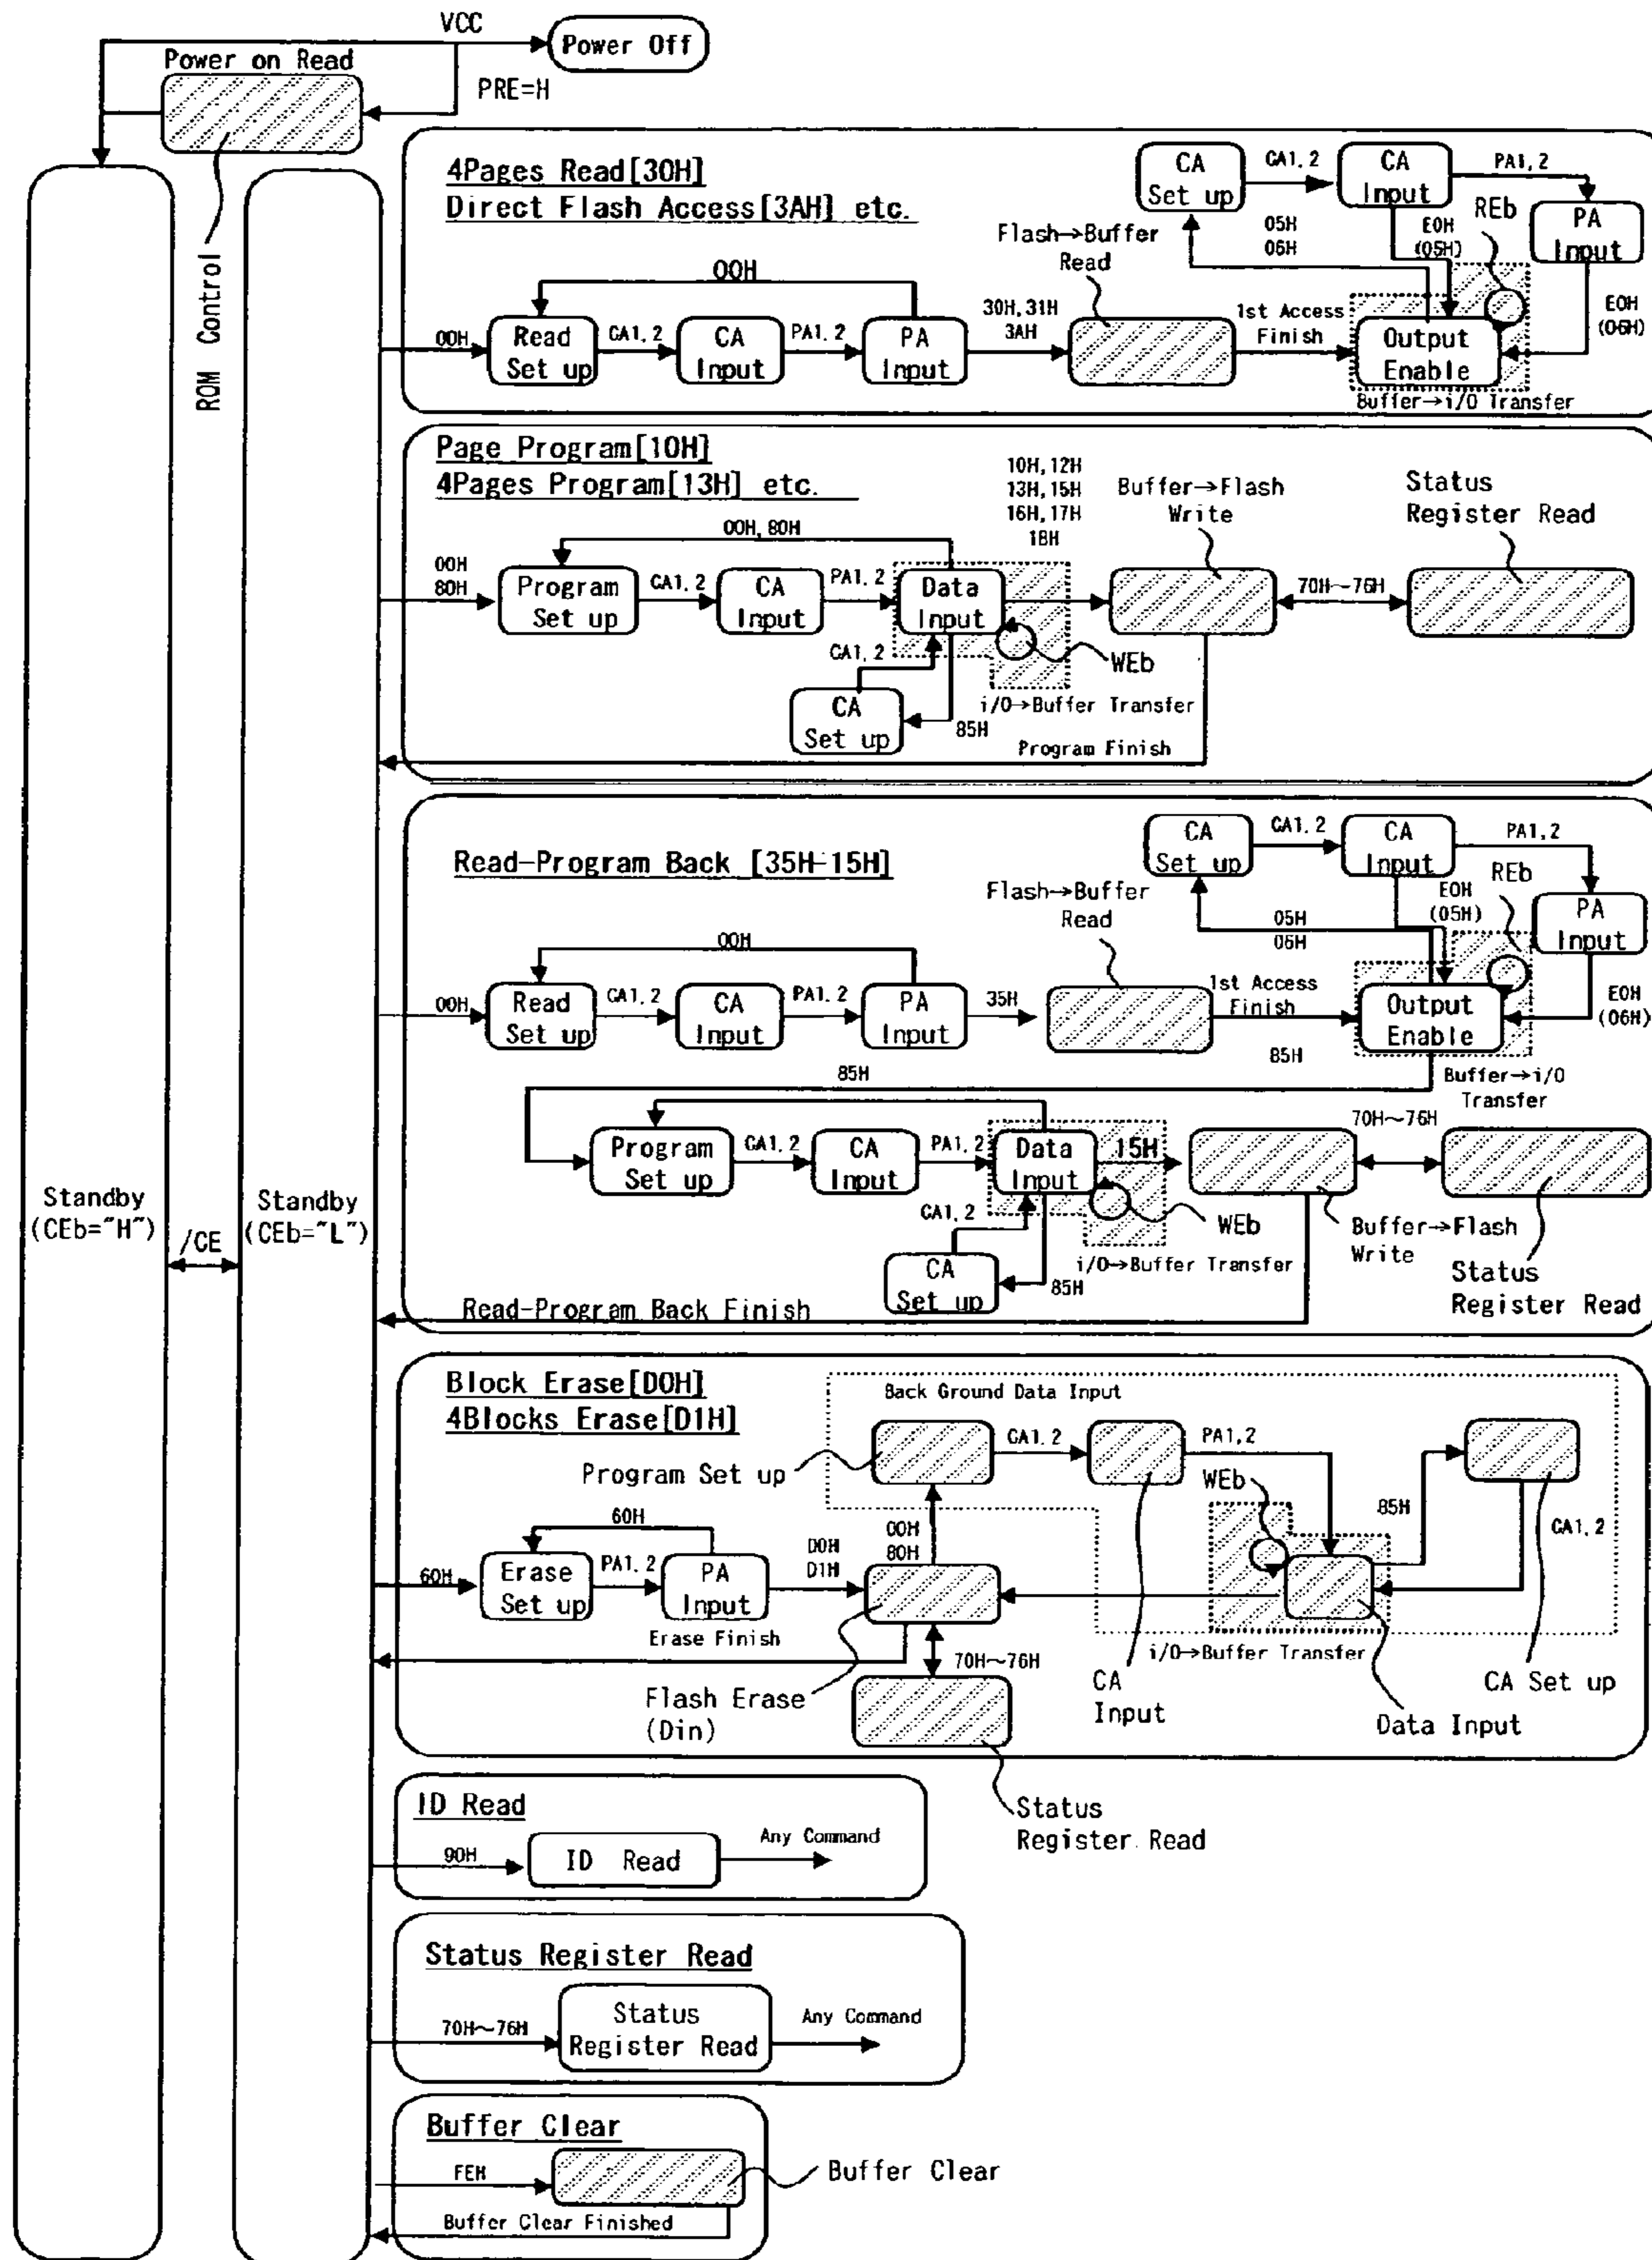 VCC
Power Off
Power on Read
PRE=H
ROM Control
Standby
(CEb="H")
/CE
Standby
(CEb="L")
4Pages Read[30H]
Direct Flash Access[3AH] etc.
CA
Set up
CA1,2
CA
Input
PA1,2
PA
Input
05H
06H
E0H
(05H)
REb
Flash→Buffer
Read
00H
00H
Read
Set up
CA1,2
CA
Input
PA1,2
PA
Input
30H,31H
3AH
1st Access
Finish
Output
Enable
E0H
(06H)
Buffer→i/O Transfer
Page Program[10H]
4Pages Program[13H] etc.
10H,12H
13H,15H
16H,17H
18H
Buffer→Flash
Write
Status
Register Read
00H,80H
00H
80H
Program
Set up
CA1,2
CA
Input
PA1,2
Data
Input
70H~76H
CA1,2
WEb
CA
Set up
85H
i/O→Buffer Transfer
Program Finish
Read-Program Back [35H-15H]
CA
Set up
CA1,2
CA
Input
PA1,2
PA
Input
Flash→Buffer
Read
05H
06H
E0H
(05H)
REb
00H
00H
Read
Set up
CA1,2
CA
Input
PA1,2
PA
Input
35H
1st Access
Finish
Output
Enable
E0H
(06H)
85H
85H
Buffer→i/O
Transfer
Program
Set up
CA1,2
CA
Input
PA1,2
Data
Input
15H
70H~76H
CA1,2
WEb
Buffer→Flash
Write
CA
Set up
85H
i/O→Buffer Transfer
Status
Register Read
Read-Program Back Finish
Block Erase[D0H]
4Blocks Erase[D1H]
Back Ground Data Input
Program Set up
CA1,2
PA1,2
WEb
85H
CA1,2
60H
60H
Erase
Set up
PA1,2
PA
Input
D0H
D1H
00H
80H
Erase Finish
70H~76H
i/O→Buffer Transfer
Flash Erase
(Din)
CA
Input
Data Input
CA Set up
Status
Register Read
ID Read
90H
ID Read
Any Command
Status Register Read
70H~76H
Status
Register Read
Any Command
Buffer Clear
FEH
Buffer Clear
Buffer Clear Finished